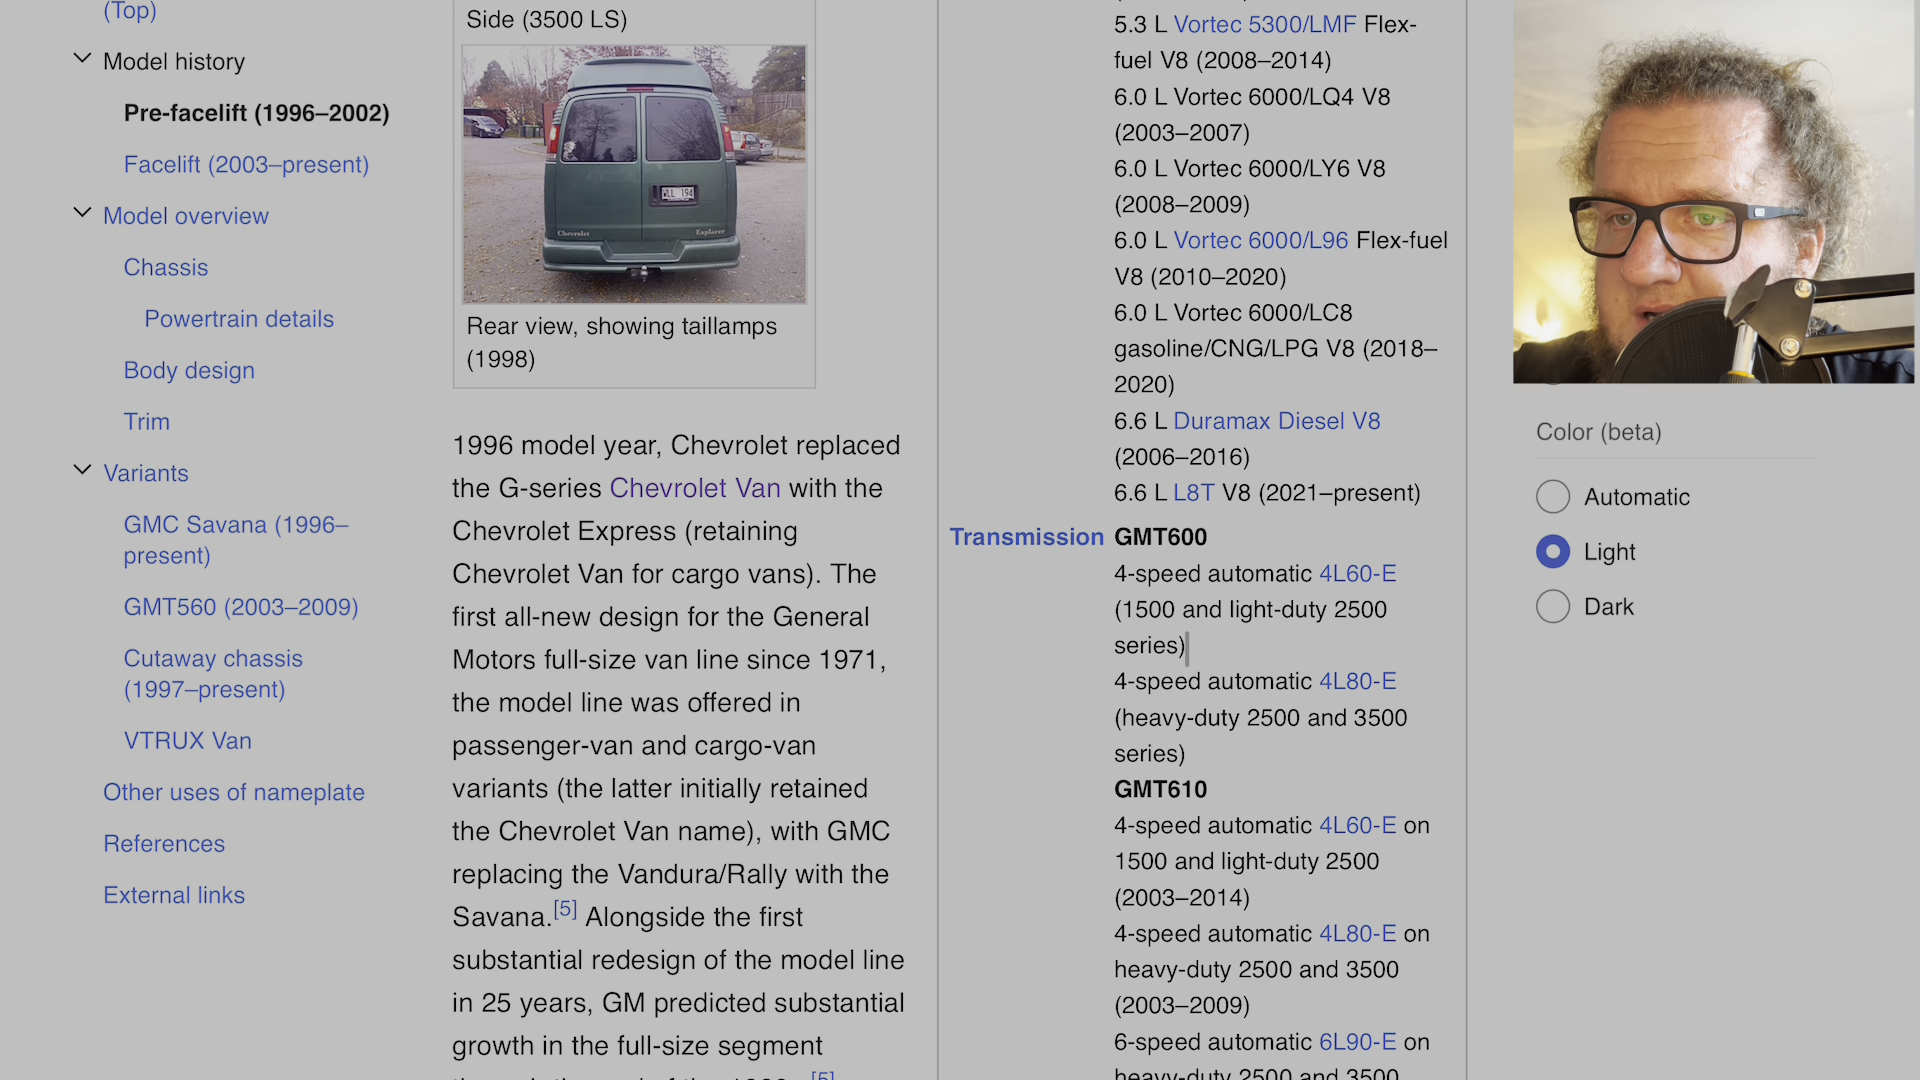 (Top)
Model history
Pre-facelift (1996–2002)
Facelift (2003–present)
Model overview
Chassis
Powertrain details
Body design
Trim
Variants
GMC Savana (1996–
present)
GMT560 (2003–2009)
Cutaway chassis
(1997–present)
VTRUX Van
Other uses of nameplate
References
External links
Side (3500 LS)
Chevrolet
Explorer
Rear view, showing taillamps
(1998)
1996 model year, Chevrolet replaced
the G-series Chevrolet Van with the
Chevrolet Express (retaining
Chevrolet Van for cargo vans). The
first all-new design for the General
Motors full-size van line since 1971,
the model line was offered in
passenger-van and cargo-van
variants (the latter initially retained
the Chevrolet Van name), with GMC
replacing the Vandura/Rally with the
Savana.[5] Alongside the first
substantial redesign of the model line
in 25 years, GM predicted substantial
growth in the full-size segment
5.3 L Vortec 5300/LMF Flex-
fuel V8 (2008–2014)
6.0 L Vortec 6000/LQ4 V8
(2003–2007)
6.0 L Vortec 6000/LY6 V8
(2008–2009)
6.0 L Vortec 6000/L96 Flex-fuel
V8 (2010–2020)
6.0 L Vortec 6000/LC8
gasoline/CNG/LPG V8 (2018–
2020)
6.6 L Duramax Diesel V8
(2006–2016)
6.6 L L8T V8 (2021–present)
Transmission GMT600
4-speed automatic 4L60-E
(1500 and light-duty 2500
series)
4-speed automatic 4L80-E
(heavy-duty 2500 and 3500
series)
GMT610
4-speed automatic 4L60-E on
1500 and light-duty 2500
(2003–2014)
4-speed automatic 4L80-E on
heavy-duty 2500 and 3500
(2003–2009)
6-speed automatic 6L90-E on
heavy-duty 2500 and 3500
Color (beta)
Automatic
Light
Dark